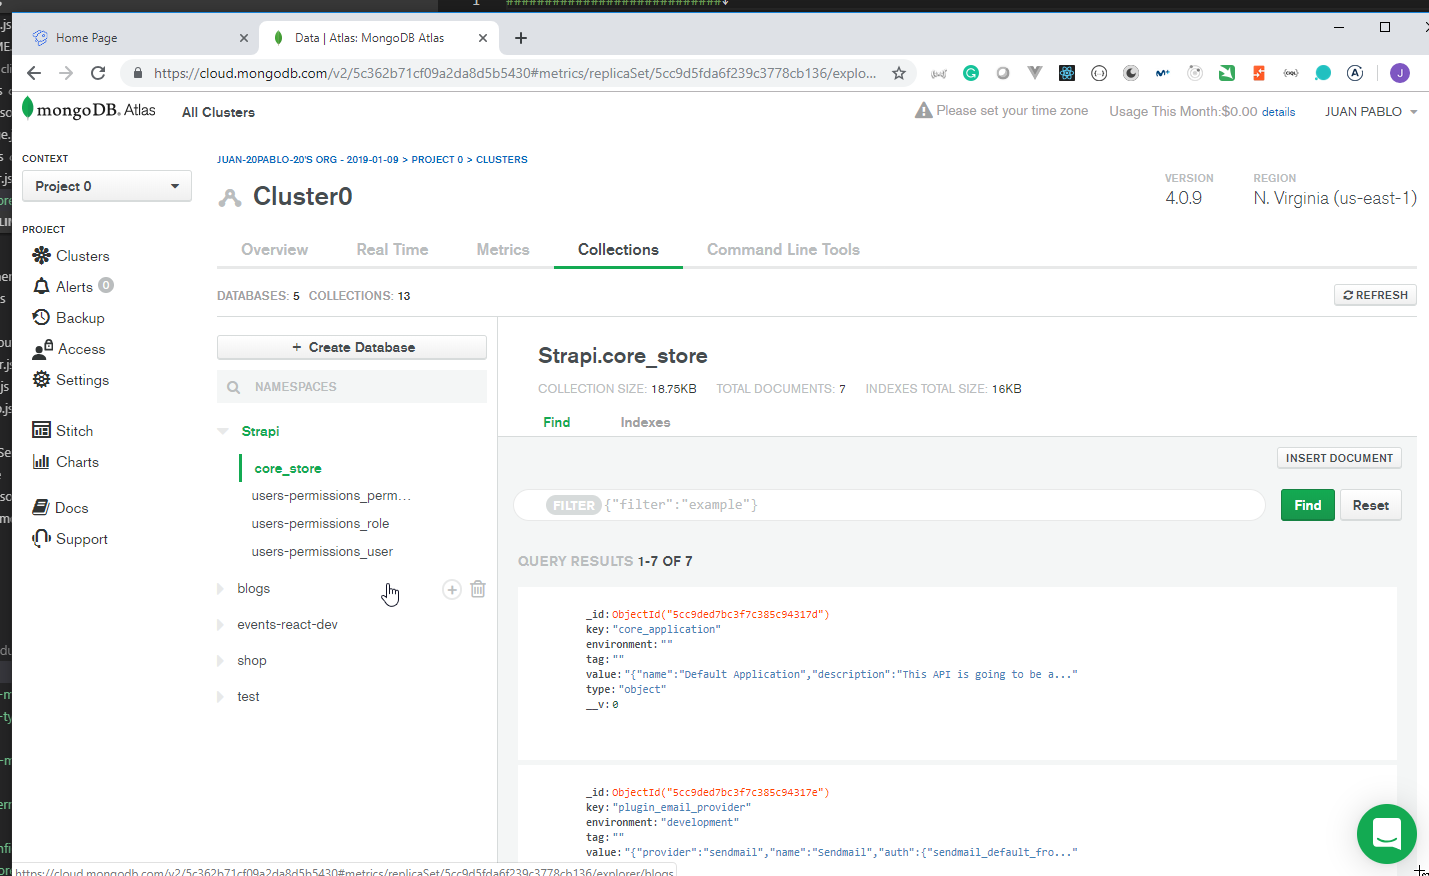 1 ############################
Home Page
Data | Atlas: MongoDB Atlas
https://cloud.mongodb.com/v2/5c362b71cf09a2da8d5b5430#metrics/replicaSet/5cc9d5fda6f239c3778cb136/explo...
J
mongoDB. Atlas
All Clusters
Please set your time zone
Usage This Month:$0.00 details
JUAN PABLO
CONTEXT
Project 0
PROJECT
Clusters
Alerts 0
Backup
Access
Settings
Stitch
Charts
Docs
Support
JUAN-20PABLO-20'S ORG - 2019-01-09 > PROJECT 0 > CLUSTERS
Cluster0
VERSION
4.0.9
REGION
N. Virginia (us-east-1)
Overview
Real Time
Metrics
Collections
Command Line Tools
DATABASES: 5 COLLECTIONS: 13
REFRESH
+ Create Database
NAMESPACES
Strapi
core_store
users-permissions_perm...
users-permissions_role
users-permissions_user
blogs
events-react-dev
shop
test
Strapi.core_store
COLLECTION SIZE: 18.75KB TOTAL DOCUMENTS: 7 INDEXES TOTAL SIZE: 16KB
Find
Indexes
INSERT DOCUMENT
FILTER {"filter":"example"}
Find
Reset
QUERY RESULTS 1-7 OF 7
_id:ObjectId("5cc9ded7bc3f7c385c94317d")
key:"core_application"
environment:""
tag:""
value:"{"name":"Default Application","description":"This API is going to be a..."
type:"object"
__v:0
_id:ObjectId("5cc9ded7bc3f7c385c94317e")
key:"plugin_email_provider"
environment:"development"
tag:""
value:"{"provider":"sendmail","name":"Sendmail","auth":{"sendmail_default_fro..."
https://cloud.mongodb.com/v2/5c362b71cf09a2da8d5b5430#metrics/replicaSet/5cc9d5fda6f239c3778cb136/explorer/blogs